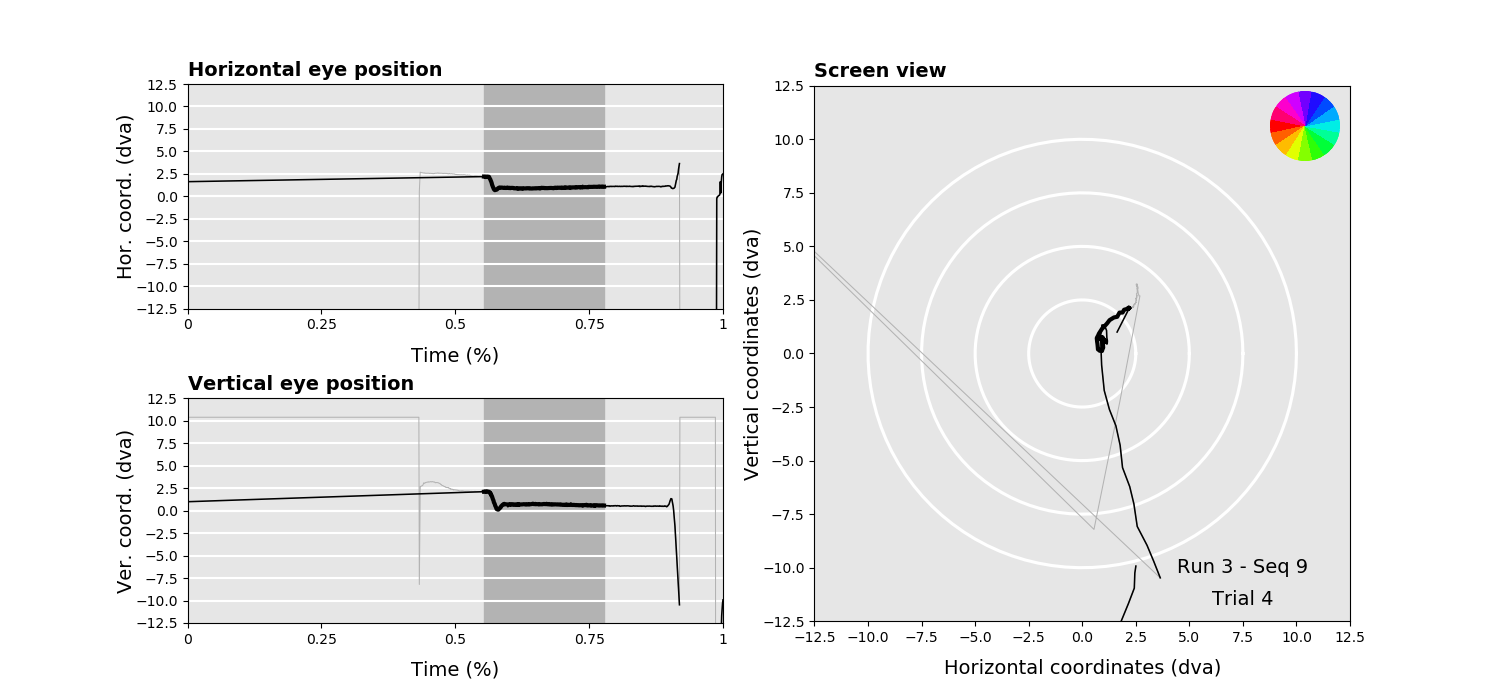 Horizontal eye position
Hor. coord. (dva)
12.5
10.0
7.5
5.0
2.5
0.0
−2.5
−5.0
−7.5
−10.0
−12.5
0 0.25 0.5 0.75 1
Time (%)
Vertical eye position
Ver. coord. (dva)
12.5
10.0
7.5
5.0
2.5
0.0
−2.5
−5.0
−7.5
−10.0
−12.5
0 0.25 0.5 0.75 1
Time (%)
Screen view
Vertical coordinates (dva)
12.5
10.0
7.5
5.0
2.5
0.0
−2.5
−5.0
−7.5
−10.0
−12.5
Run 3 - Seq 9
Trial 4
−12.5 −10.0 −7.5 −5.0 −2.5 0.0 2.5 5.0 7.5 10.0 12.5
Horizontal coordinates (dva)